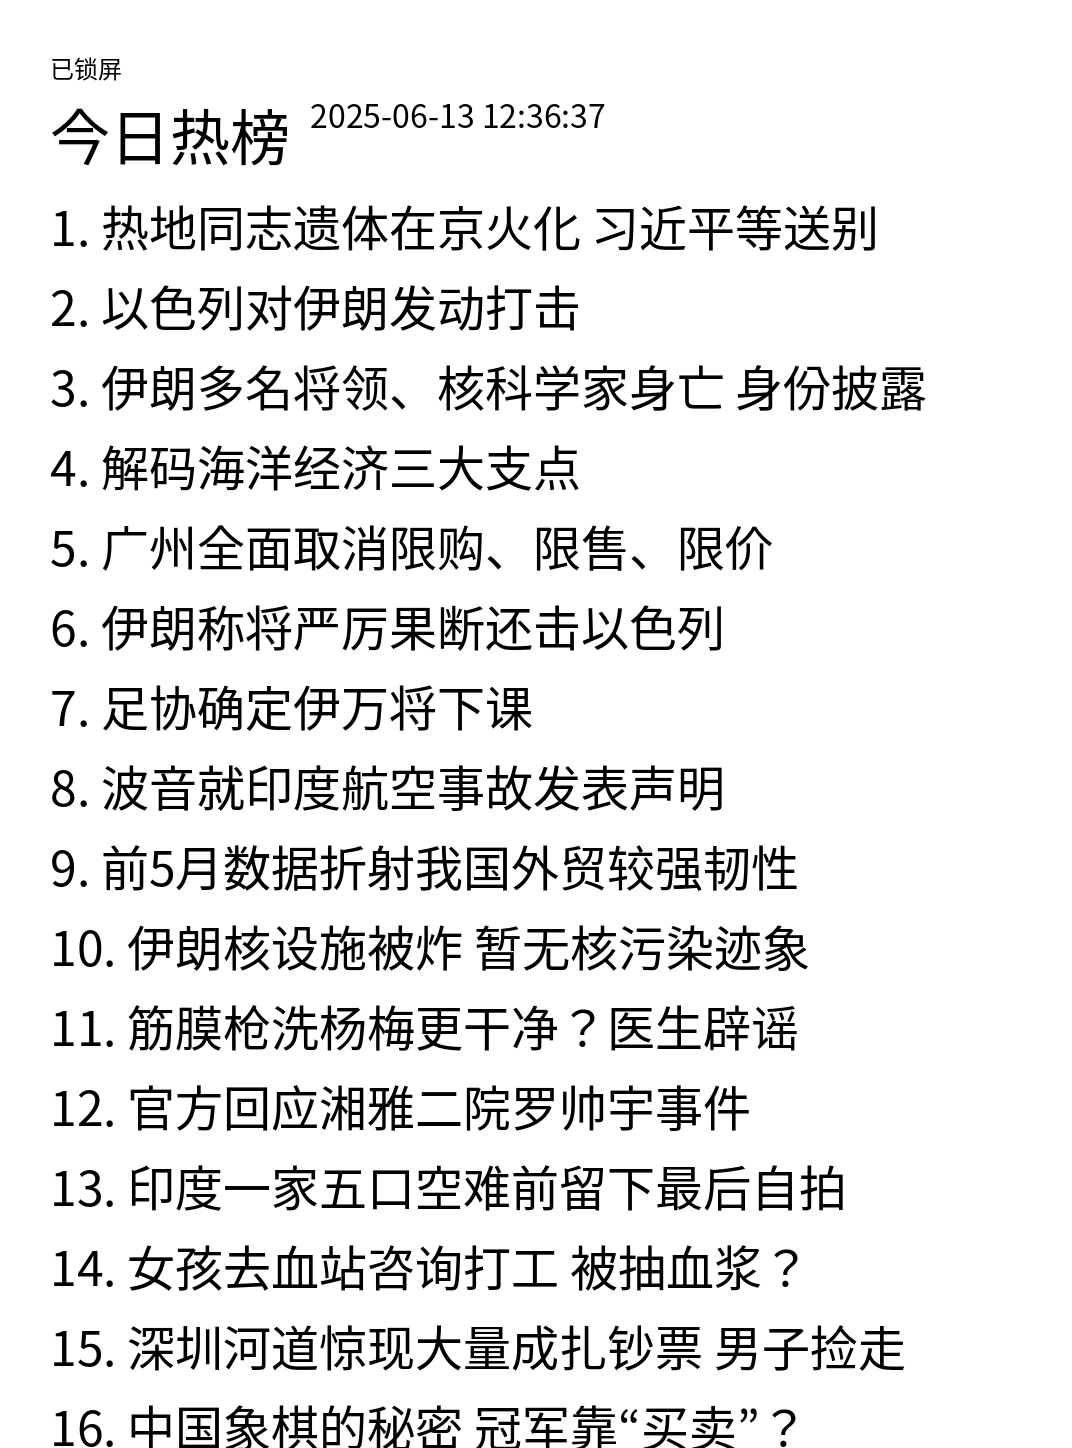 已锁屏
今日热榜 2025-06-13 12:36:37
1. 热地同志遗体在京火化 习近平等送别
2. 以色列对伊朗发动打击
3. 伊朗多名将领、核科学家身亡 身份披露
4. 解码海洋经济三大支点
5. 广州全面取消限购、限售、限价
6. 伊朗称将严厉果断还击以色列
7. 足协确定伊万将下课
8. 波音就印度航空事故发表声明
9. 前5月数据折射我国外贸较强韧性
10. 伊朗核设施被炸 暂无核污染迹象
11. 筋膜枪洗杨梅更干净？医生辟谣
12. 官方回应湘雅二院罗帅宇事件
13. 印度一家五口空难前留下最后自拍
14. 女孩去血站咨询打工 被抽血浆？
15. 深圳河道惊现大量成扎钞票 男子捡走
16. 中国象棋的秘密 冠军靠“买卖”？